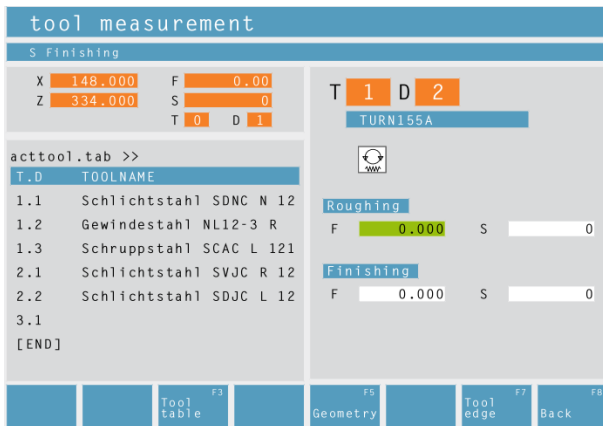 tool measurement
S Finishing
X 148.000 F 0.00
Z 334.000 S 0
T 0 D 1
acttool.tab >>
T.D TOOLNAME
1.1 Schlichtstahl SDNC N 12
1.2 Gewindestahl NL12-3 R
1.3 Schruppstahl SCAC L 121
2.1 Schlichtstahl SVJC R 12
2.2 Schlichtstahl SDJC L 12
3.1
[END]
T 1 D 2
TURN155A
Roughing
F 0.000 S 0
Finishing
F 0.000 S 0
F3
Tool
table
F5
Geometry
F7
Tool
edge
F8
Back